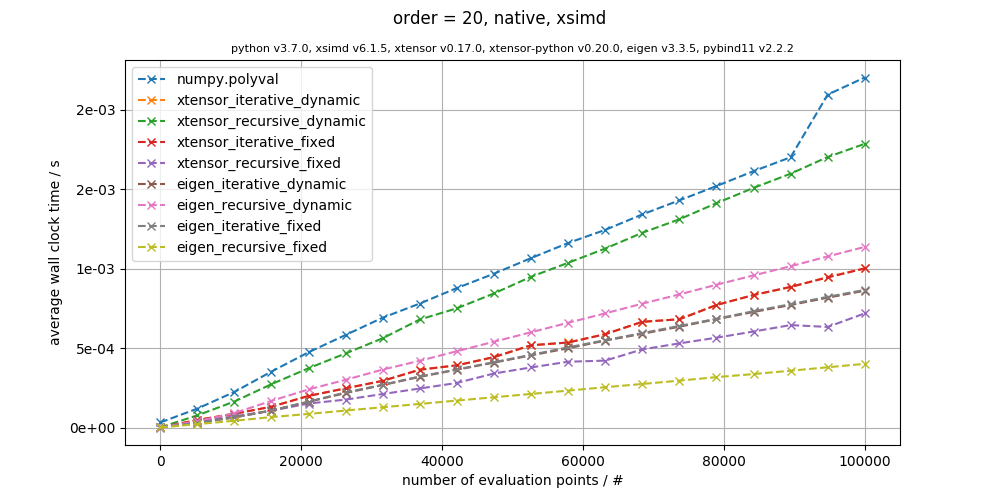 order = 20, native, xsimd
python v3.7.0, xsimd v6.1.5, xtensor v0.17.0, xtensor-python v0.20.0, eigen v3.3.5, pybind11 v2.2.2
numpy.polyval
xtensor_iterative_dynamic
xtensor_recursive_dynamic
xtensor_iterative_fixed
xtensor_recursive_fixed
eigen_iterative_dynamic
eigen_recursive_dynamic
eigen_iterative_fixed
eigen_recursive_fixed
average wall clock time / s
2e-03
2e-03
1e-03
5e-04
0e+00
0 20000 40000 60000 80000 100000
number of evaluation points / #